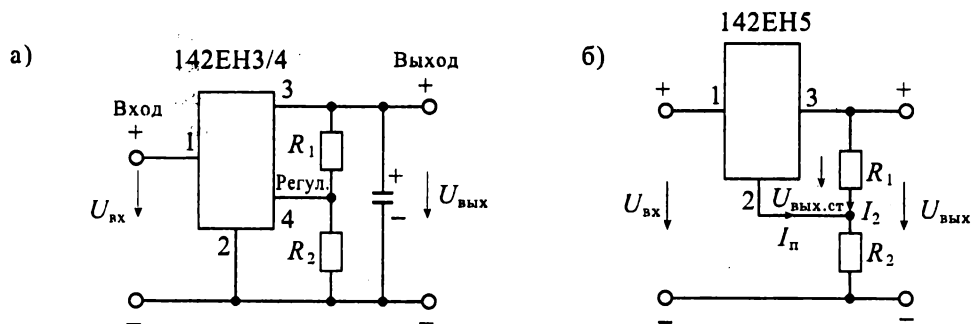 а)
142ЕН3/4
Вход
+
1
3
Выход
+
R1
+
−
Регул.
4
2
R2
Uвх
Uвых
−
−
б)
142ЕН5
+
1
3
+
R1
2
Uвых.ст
I2
Iп
R2
Uвх
Uвых
−
−